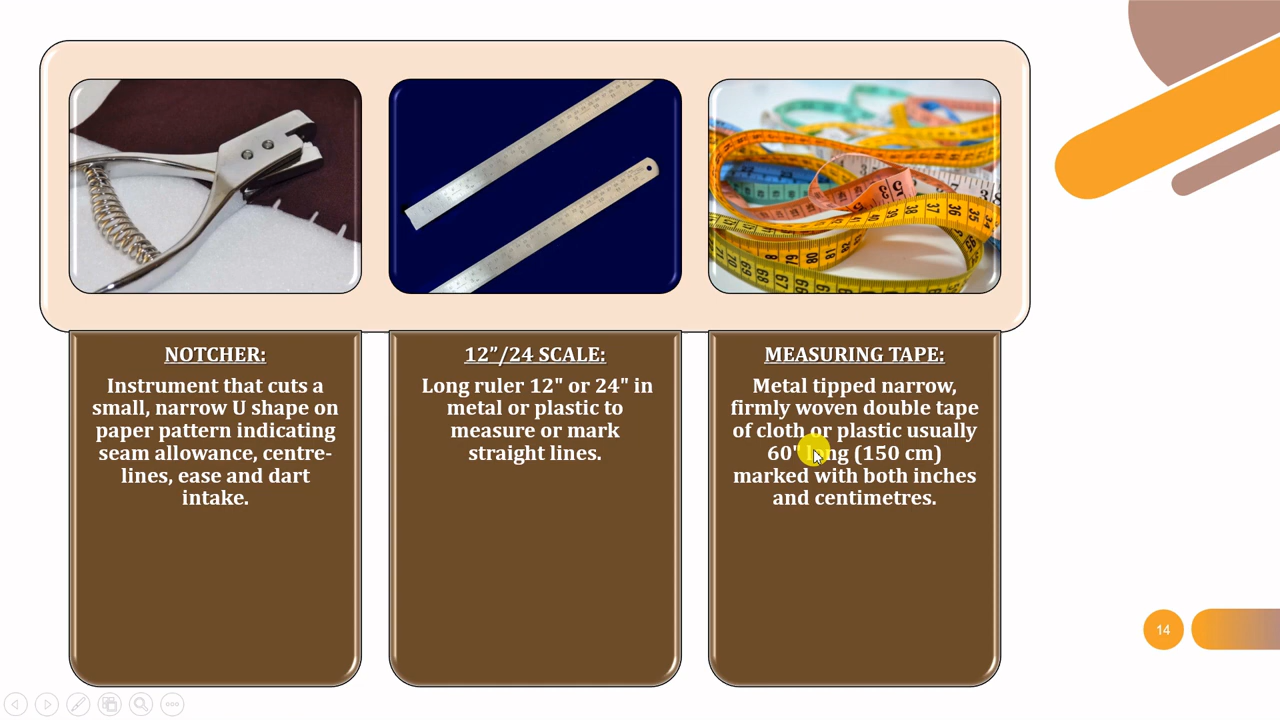 NOTCHER:
Instrument that cuts a
small, narrow U shape on
paper pattern indicating
seam allowance, centre-
lines, ease and dart
intake.
12”/24 SCALE:
Long ruler 12" or 24" in
metal or plastic to
measure or mark
straight lines.
MEASURING TAPE:
Metal tipped narrow,
firmly woven double tape
of cloth or plastic usually
60" long (150 cm)
marked with both inches
and centimetres.
14